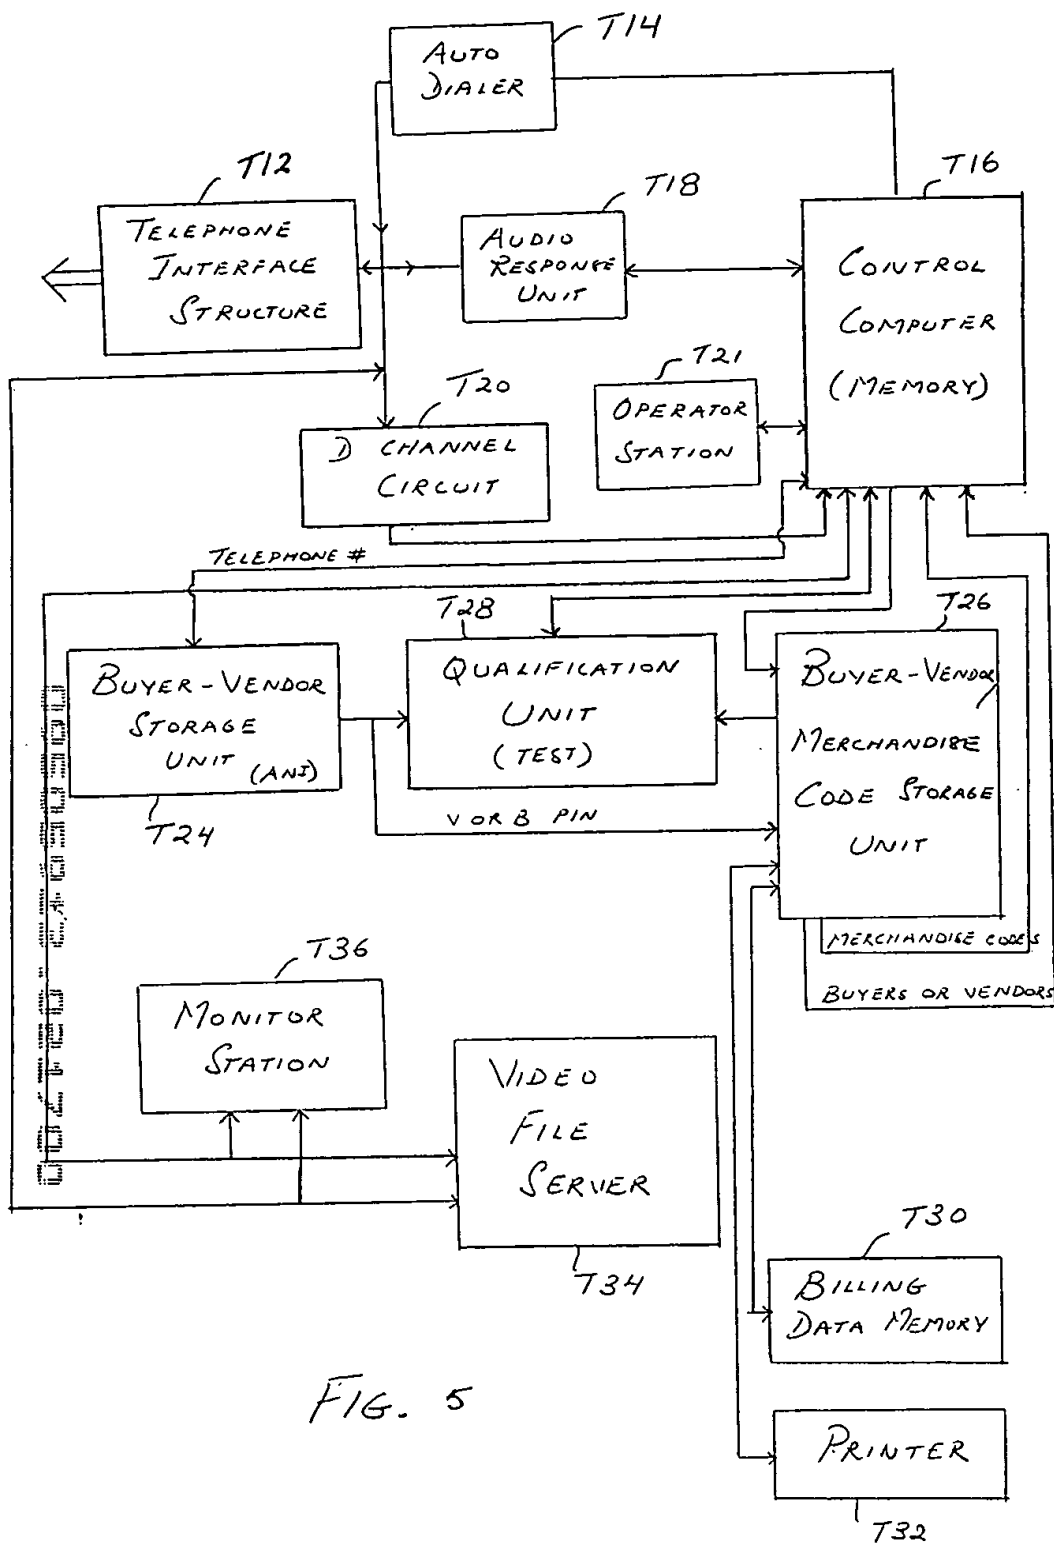 T14
AUTO
DIALER
T12
TELEPHONE
INTERFACE
STRUCTURE
T18
AUDIO
RESPONSE
UNIT
T16
CONTROL
COMPUTER
(MEMORY)
T21
OPERATOR
STATION
T20
D CHANNEL
CIRCUIT
TELEPHONE #
T28
QUALIFICATION
UNIT
(TEST)
T26
BUYER-VENDOR
MERCHANDISE
CODE STORAGE
UNIT
BUYER-VENDOR
STORAGE
UNIT (ANI)
T24
V OR B PIN
MERCHANDISE CODES
BUYERS OR VENDORS
T36
MONITOR
STATION
VIDEO
FILE
SERVER
T34
T30
BILLING
DATA MEMORY
FIG. 5
PRINTER
T32